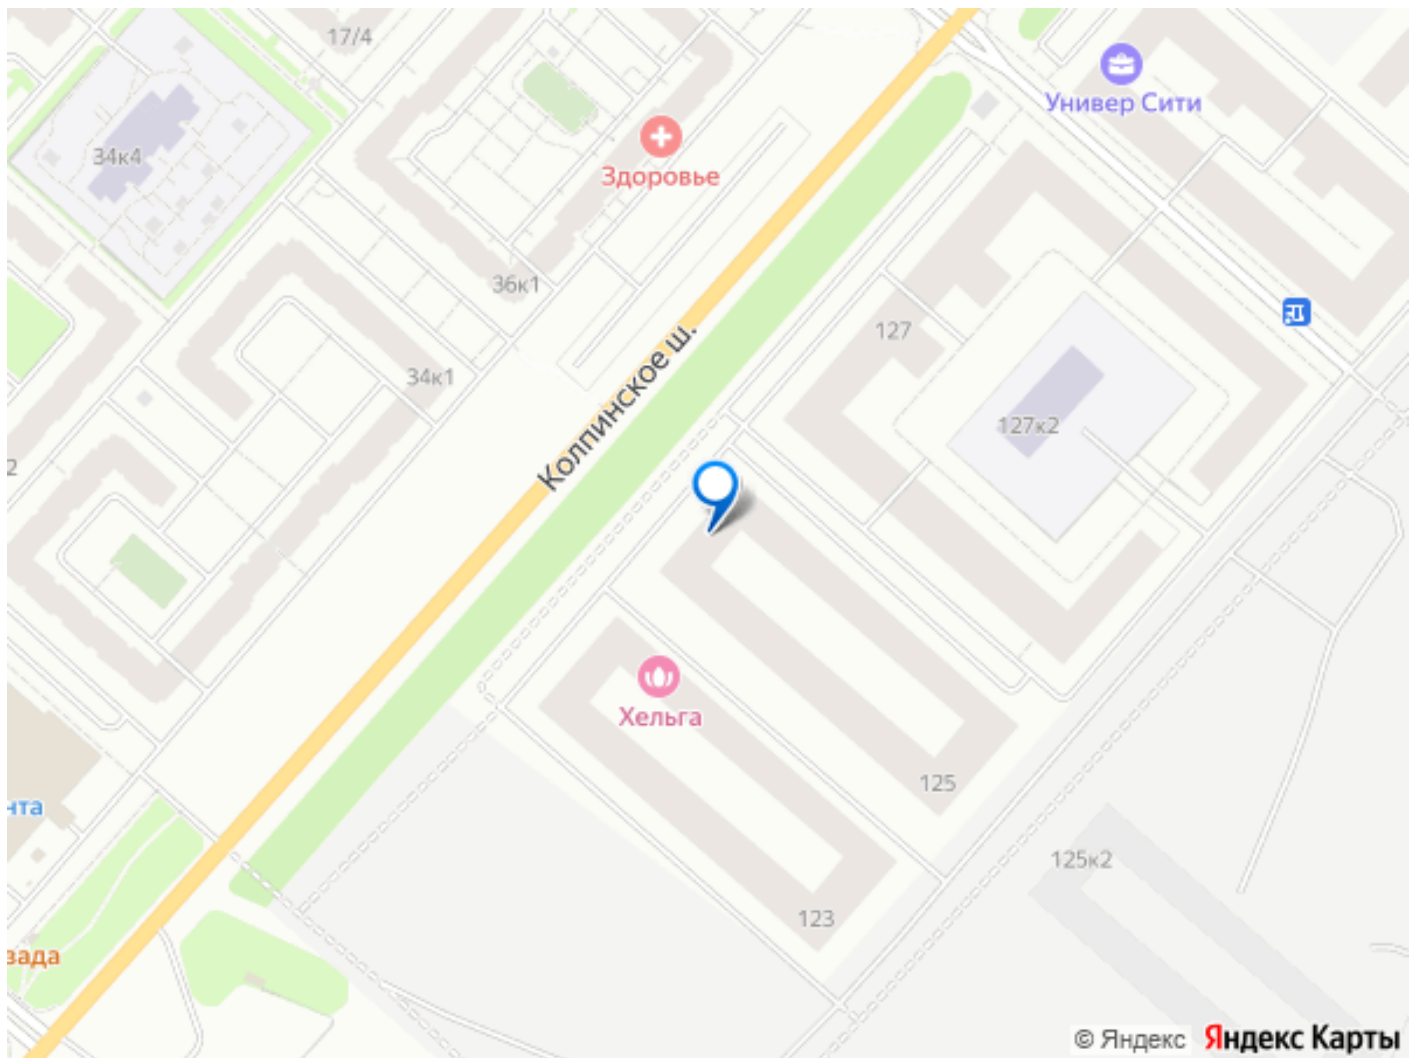 17/4
Универ Сити
34к4
Здоровье
36к1
127
34к1
Колпинское ш.
127к2
2
Хельга
125
нта
125к2
123
зада
© Яндекс Яндекс Карты